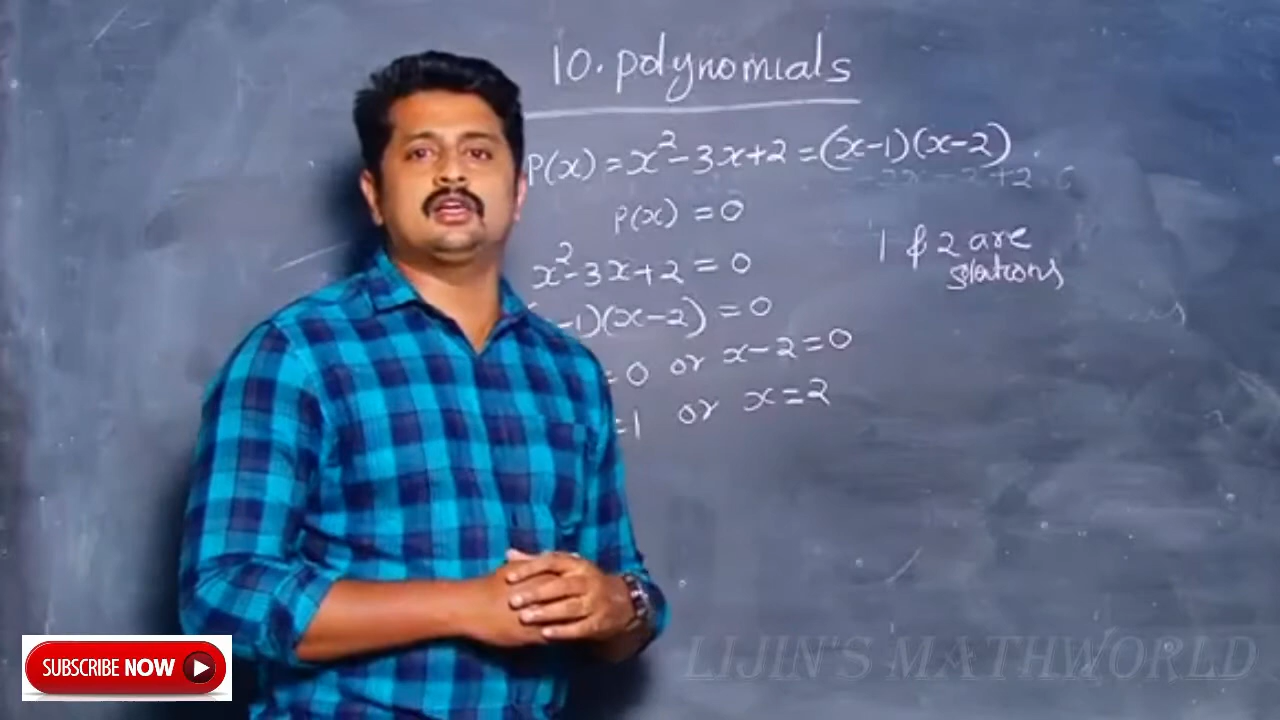 10. polynomials
P(x) = x² - 3x + 2 = (x-1)(x-2)
P(x) = 0
1 & 2 are
x² - 3x + 2 = 0
-1)(x-2) = 0
=0 or x-2=0
=1 or x=2
SUBSCRIBE NOW
LIJIN'S MATHWORLD